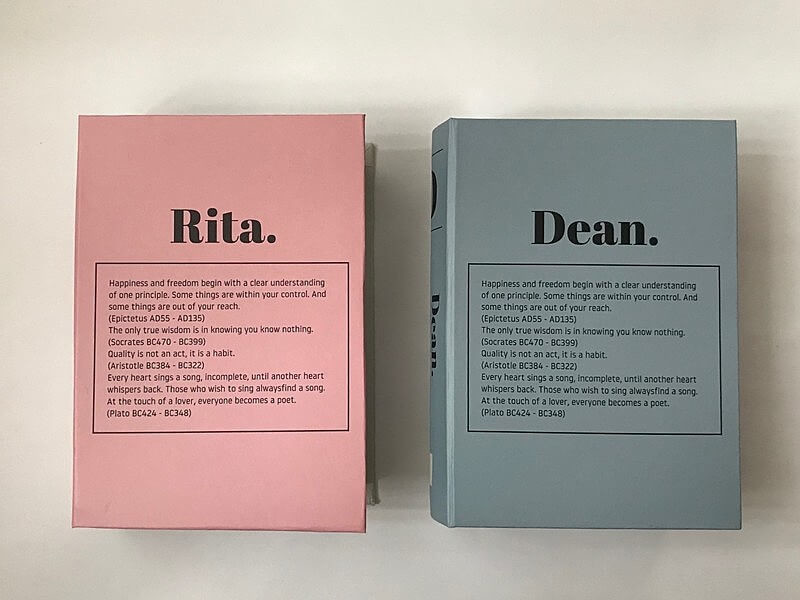 Rita.
Happiness and freedom begin with a clear understanding
of one principle. Some things are within your control. And
some things are out of your reach.
(Epictetus AD55 - AD135)
The only true wisdom is in knowing you know nothing.
(Socrates BC470 - BC399)
Quality is not an act, it is a habit.
(Aristotle BC384 - BC322)
Every heart sings a song, incomplete, until another heart
whispers back. Those who wish to sing alwaysfind a song.
At the touch of a lover, everyone becomes a poet.
(Plato BC424 - BC348)
Dean.
Dean.
Happiness and freedom begin with a clear understanding
of one principle. Some things are within your control. And
some things are out of your reach.
(Epictetus AD55 - AD135)
The only true wisdom is in knowing you know nothing.
(Socrates BC470 - BC399)
Quality is not an act, it is a habit.
(Aristotle BC384 - BC322)
Every heart sings a song, incomplete, until another heart
whispers back. Those who wish to sing alwaysfind a song.
At the touch of a lover, everyone becomes a poet.
(Plato BC424 - BC348)